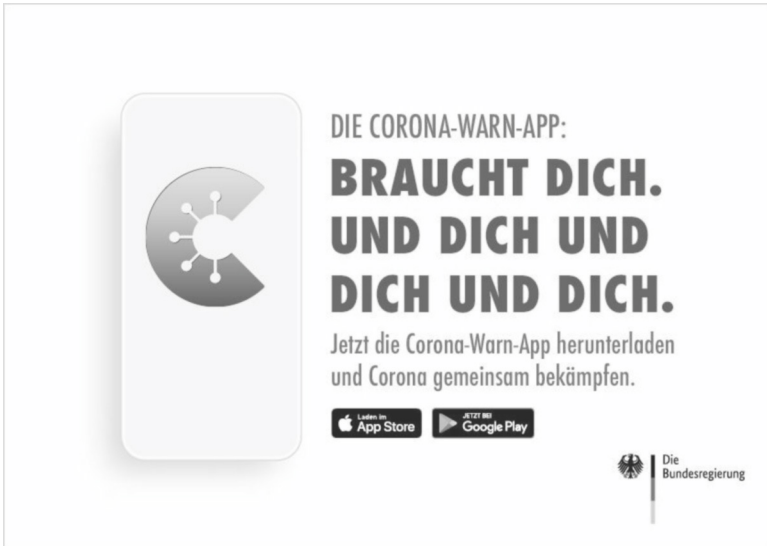 DIE CORONA-WARN-APP:
BRAUCHT DICH.
UND DICH UND
DICH UND DICH.
Jetzt die Corona-Warn-App herunterladen
und Corona gemeinsam bekämpfen.
Laden im
App Store
JETZT BEI
Google Play
Die
Bundesregierung